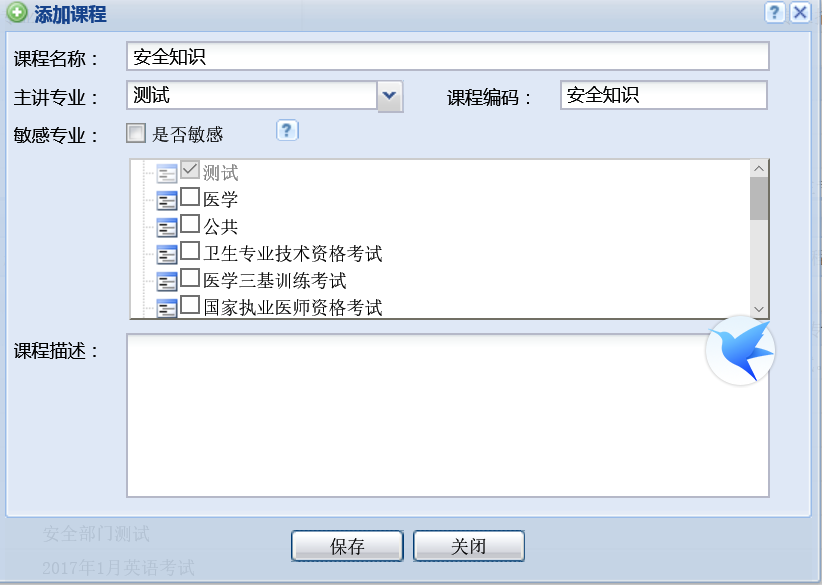 添加课程
课程名称： 安全知识
主讲专业： 测试 课程编码： 安全知识
敏感专业： 是否敏感
测试
医学
公共
卫生专业技术资格考试
医学三基训练考试
国家执业医师资格考试
课程描述：
安全部门测试
保存 关闭
2017年1月英语考试